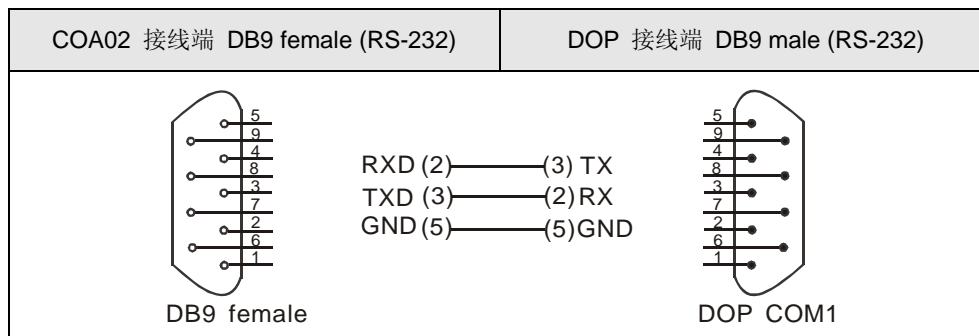 COA02 接线端 DB9 female (RS-232)
DOP 接线端 DB9 male (RS-232)
5
9
4
8
3
7
2
6
1
RXD (2) (3) TX
TXD (3) (2) RX
GND (5) (5) GND
5
9
4
8
3
7
2
6
1
DB9 female
DOP COM1